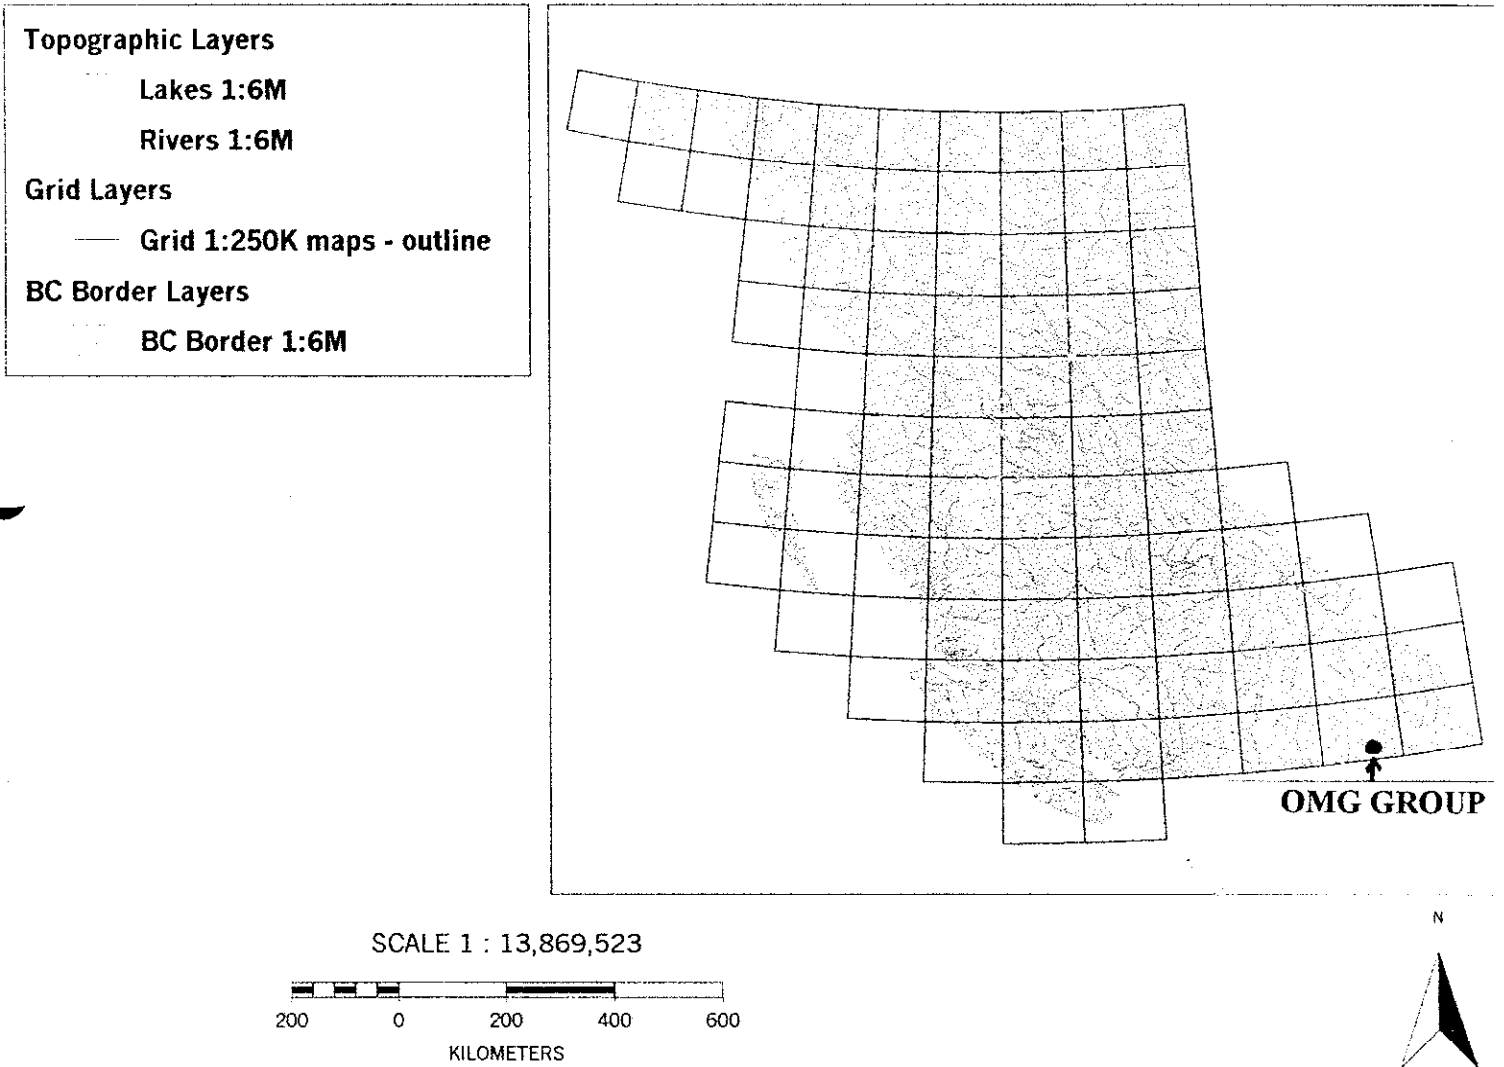 Topographic Layers
Lakes 1:6M
Rivers 1:6M
Grid Layers
Grid 1:250K maps - outline
BC Border Layers
BC Border 1:6M
OMG GROUP
SCALE 1 : 13,869,523
200 0 200 400 600
KILOMETERS
N